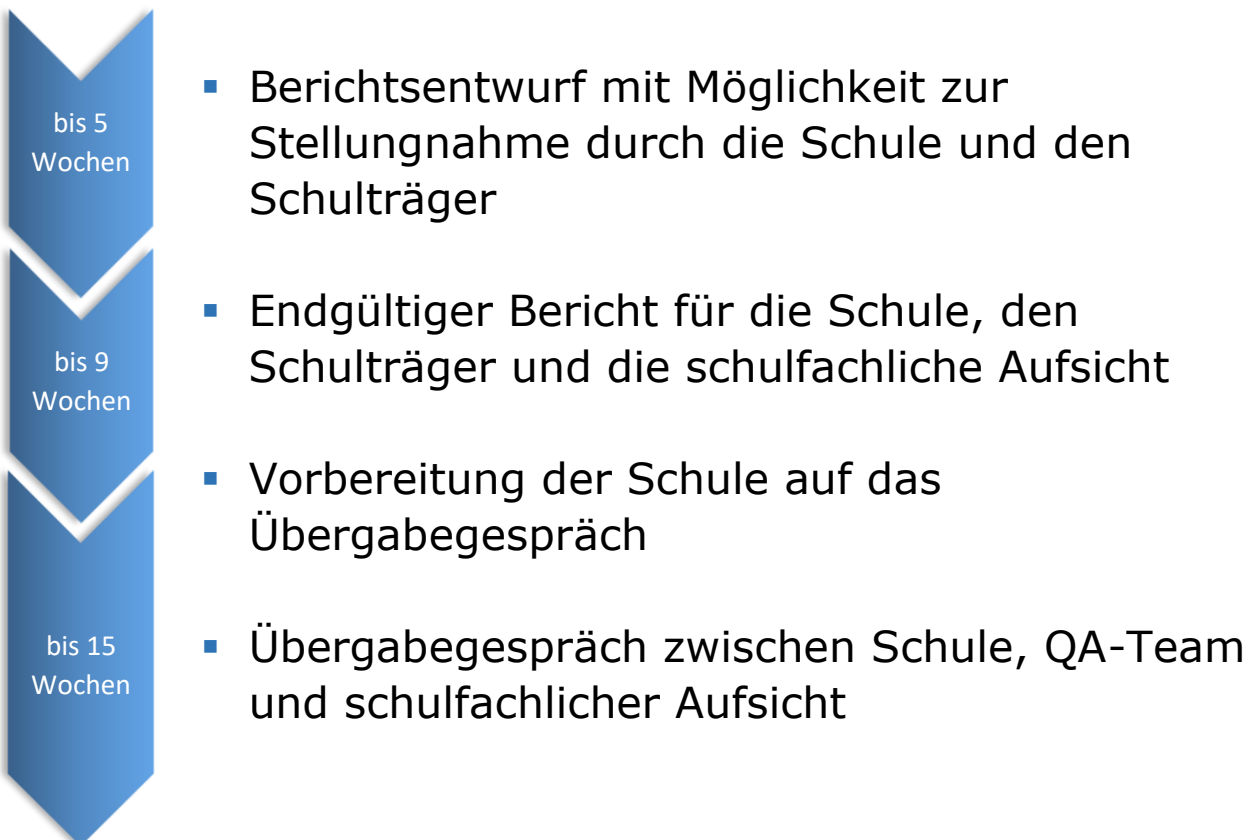 bis 5
Wochen
▪ Berichtsentwurf mit Möglichkeit zur
Stellungnahme durch die Schule und den
Schulträger
bis 9
Wochen
▪ Endgültiger Bericht für die Schule, den
Schulträger und die schulfachliche Aufsicht
▪ Vorbereitung der Schule auf das
Übergabegespräch
bis 15
Wochen
▪ Übergabegespräch zwischen Schule, QA-Team
und schulfachlicher Aufsicht